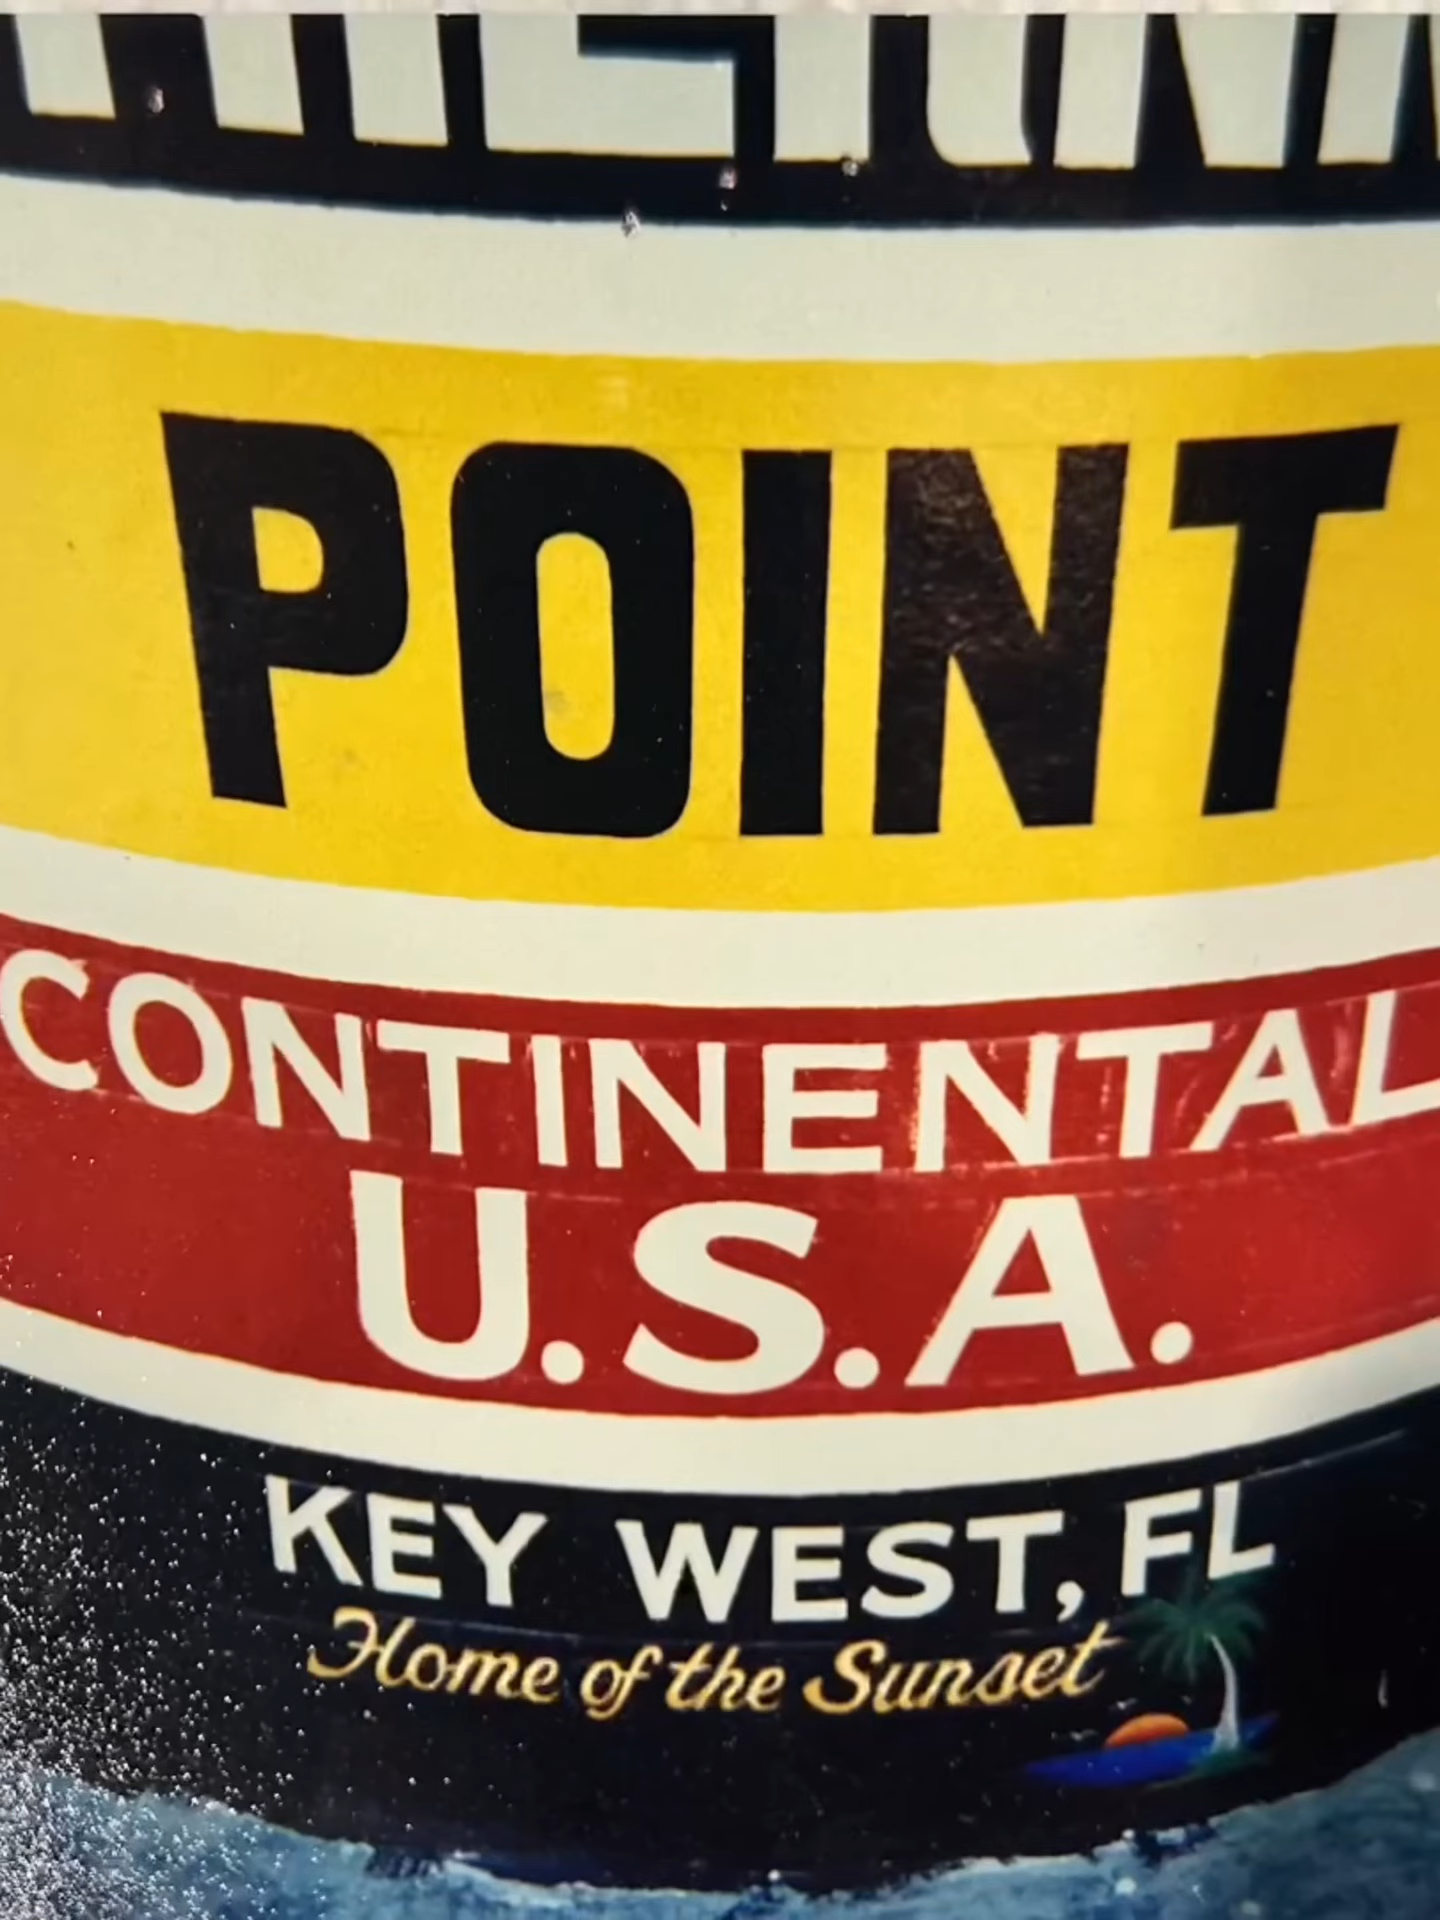 POINT
CONTINENTAL
U.S.A.
KEY WEST, FL
Home of the Sunset